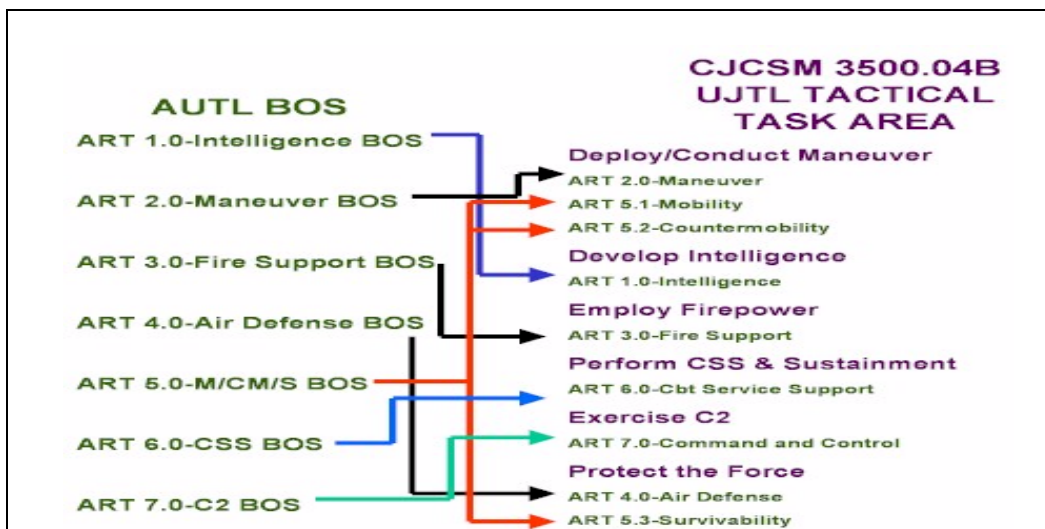 AUTL BOS
ART 1.0-Intelligence BOS
ART 2.0-Maneuver BOS
ART 3.0-Fire Support BOS
ART 4.0-Air Defense BOS
ART 5.0-M/CM/S BOS
ART 6.0-CSS BOS
ART 7.0-C2 BOS
CJCSM 3500.04B
UJTL TACTICAL
TASK AREA
Deploy/Conduct Maneuver
ART 2.0-Maneuver
ART 5.1-Mobility
ART 5.2-Countermobility
Develop Intelligence
ART 1.0-Intelligence
Employ Firepower
ART 3.0-Fire Support
Perform CSS & Sustainment
ART 6.0-Cbt Service Support
Exercise C2
ART 7.0-Command and Control
Protect the Force
ART 4.0-Air Defense
ART 5.3-Survivability